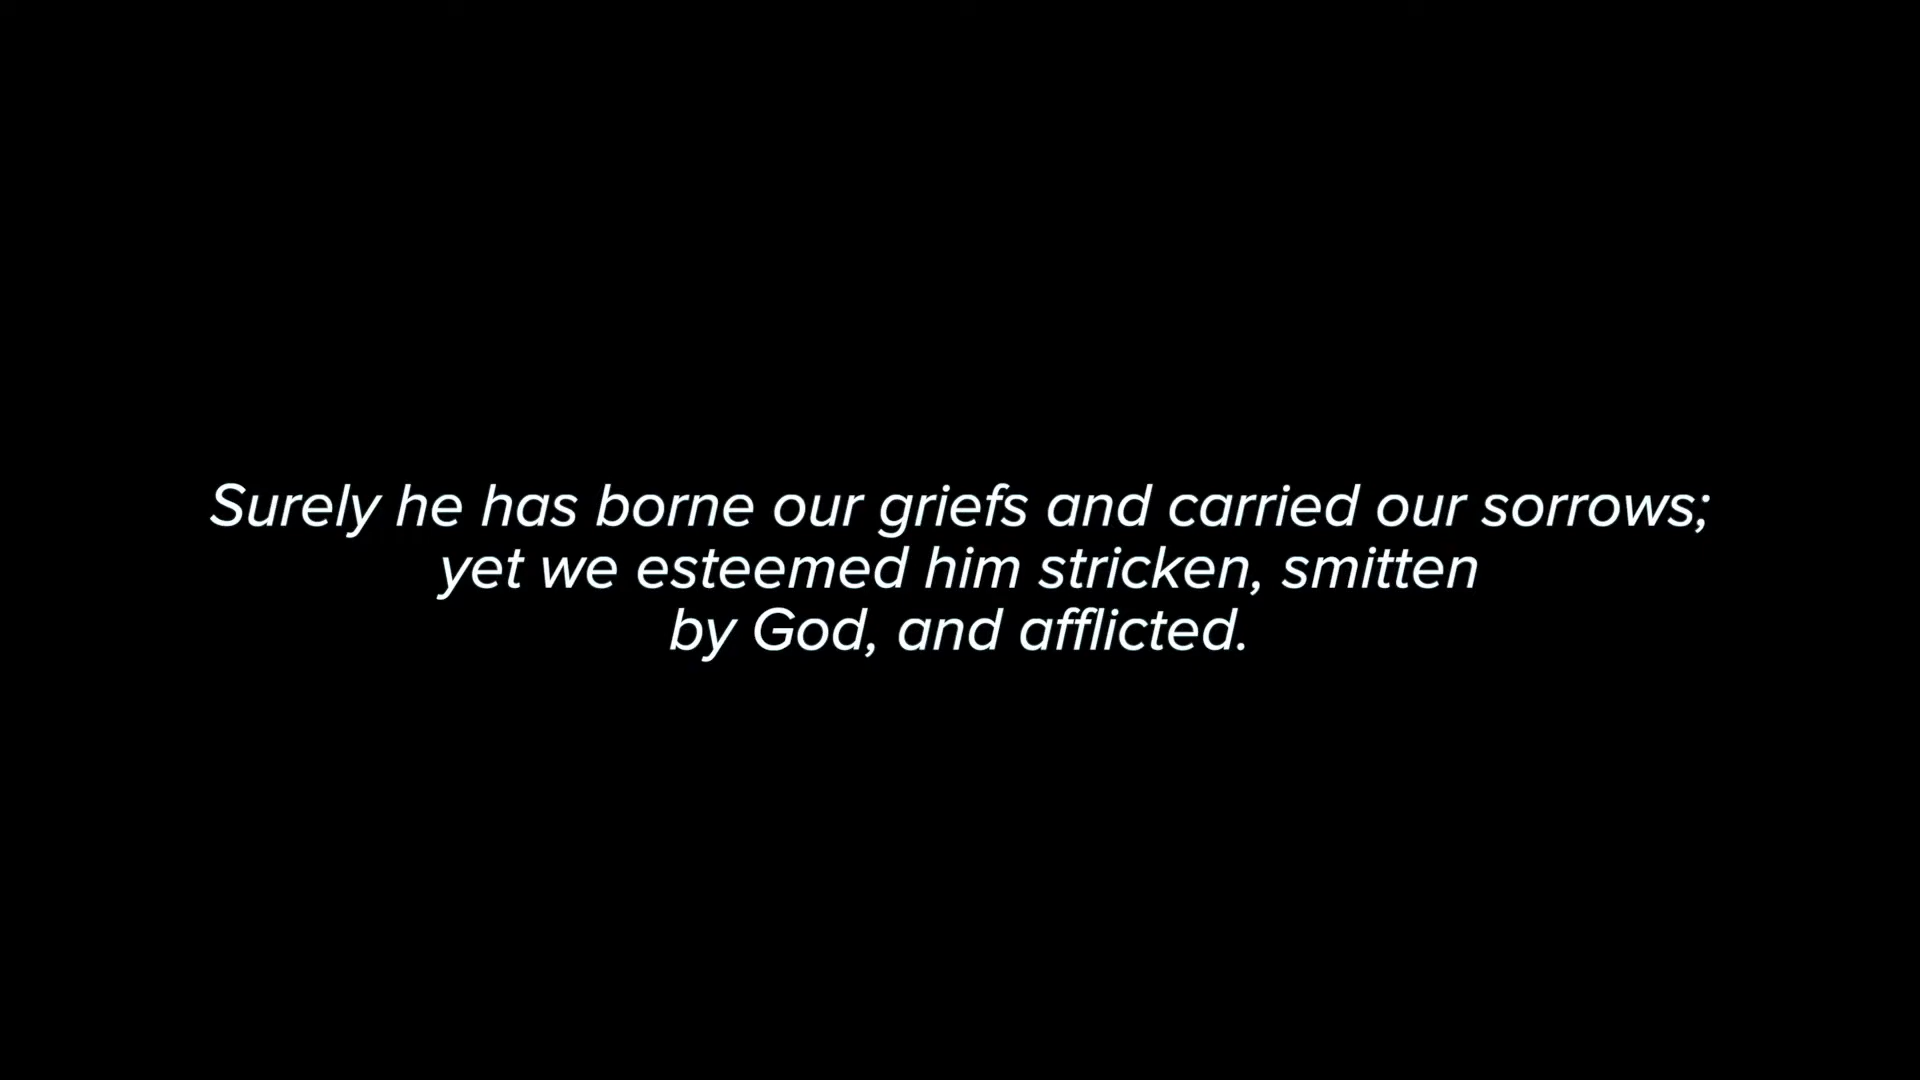 Surely he has borne our griefs and carried our sorrows;
yet we esteemed him stricken, smitten
by God, and afflicted.